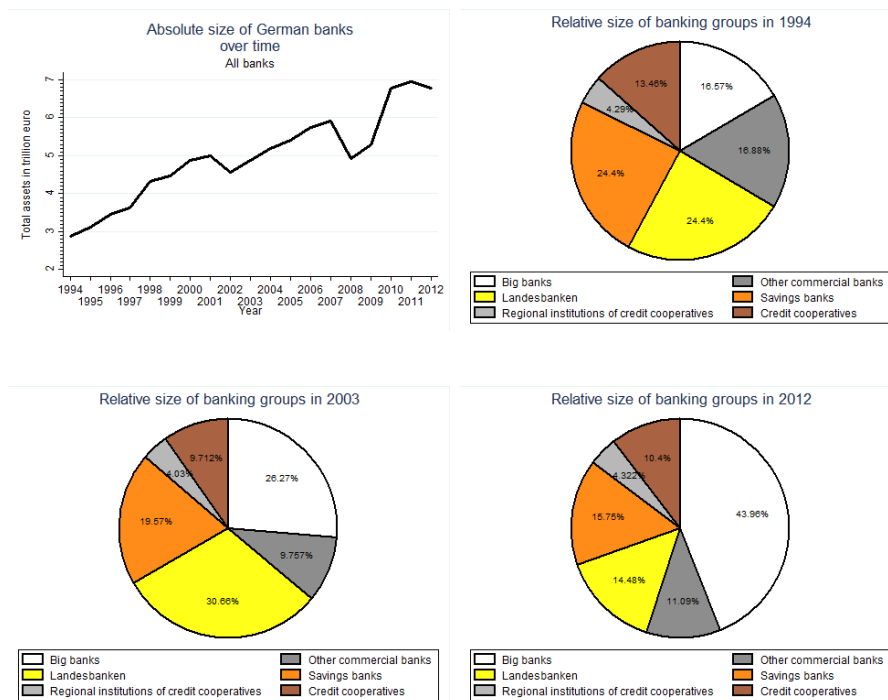 Absolute size of German banks
over time
All banks
Total assets in trillion euro
7
6
5
4
3
2
1994 1996 1998 2000 2002 2004 2006 2008 2010 2012
1995 1997 1999 2001 2003 2005 2007 2009 2011
Year
Relative size of banking groups in 1994
13.46%
16.57%
4.29%
16.88%
24.4%
24.4%
Big banks
Other commercial banks
Landesbanken
Savings banks
Regional institutions of credit cooperatives
Credit cooperatives
Relative size of banking groups in 2003
9.712%
4.03%
26.27%
19.57%
9.757%
30.66%
Big banks
Other commercial banks
Landesbanken
Savings banks
Regional institutions of credit cooperatives
Credit cooperatives
Relative size of banking groups in 2012
10.4%
4.322%
43.96%
15.75%
14.48%
11.09%
Big banks
Other commercial banks
Landesbanken
Savings banks
Regional institutions of credit cooperatives
Credit cooperatives